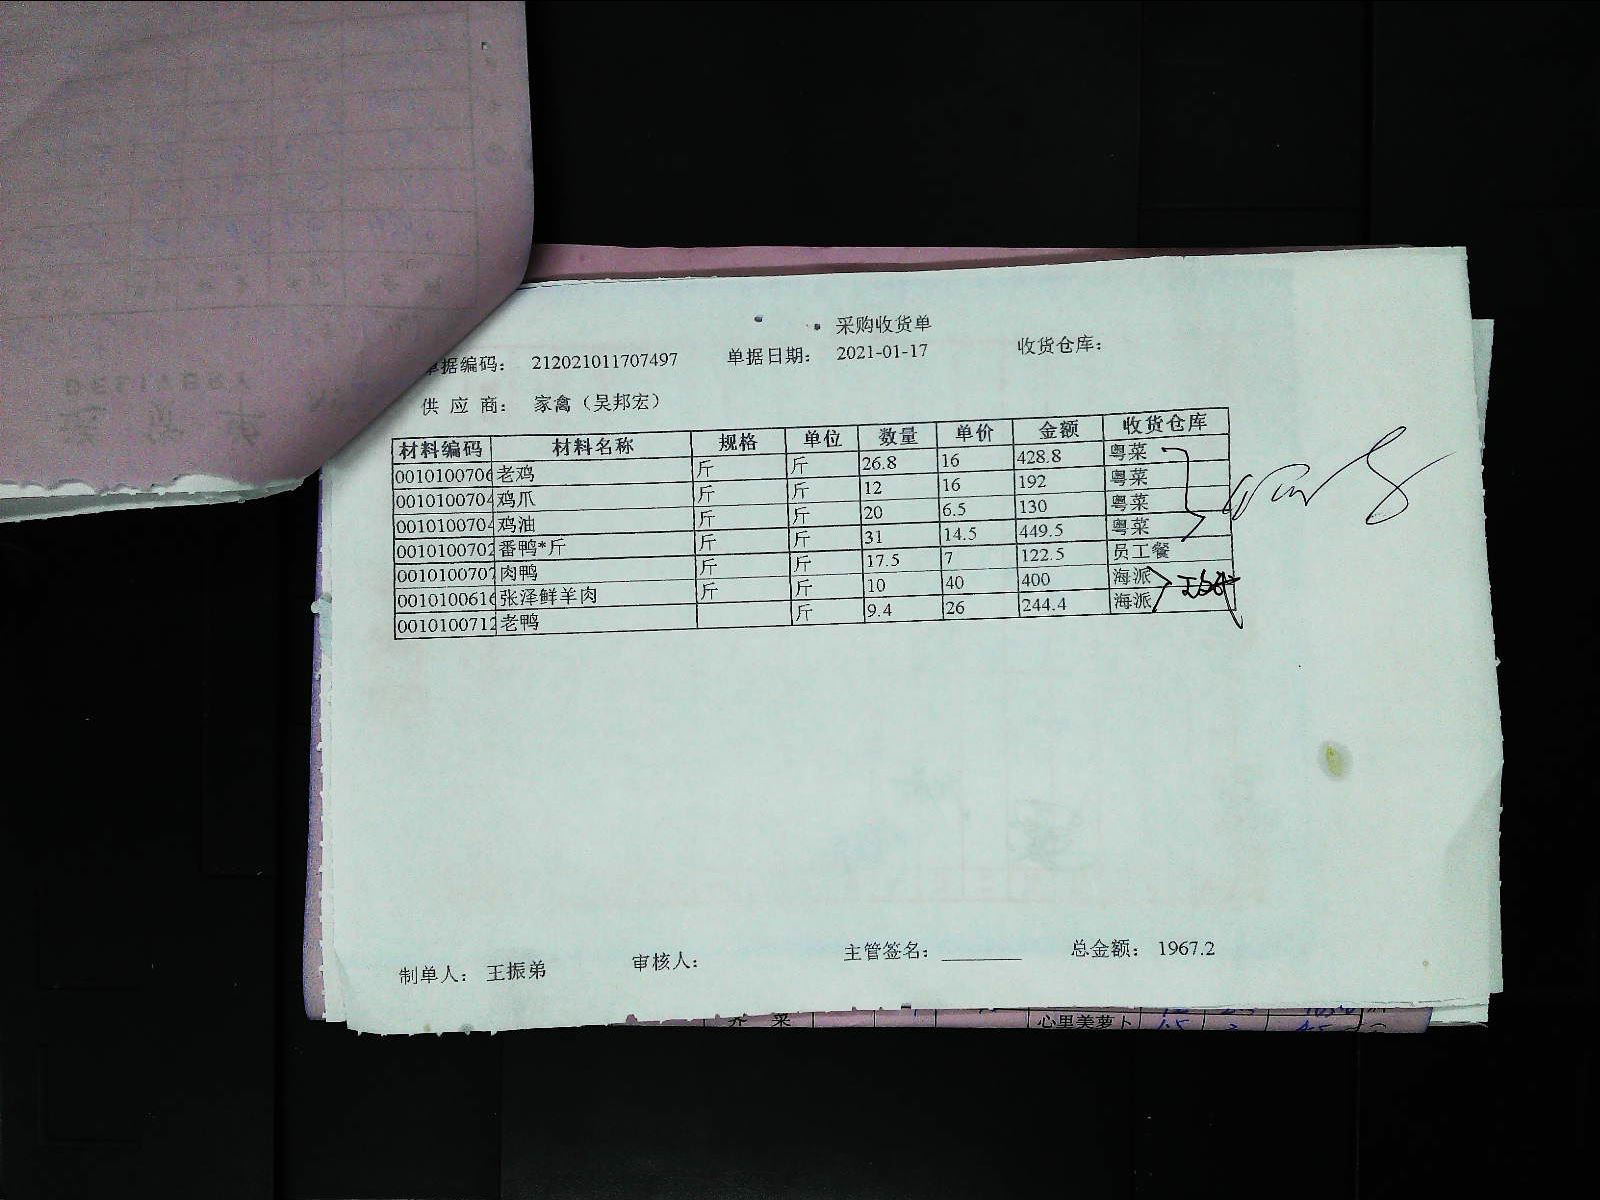 采购收货单
单据编码： 212021011707497 单据日期： 2021-01-17 收货仓库：
供 应 商： 家禽（吴邦宏）
材料编码 材料名称 规格 单位 数量 单价 金额 收货仓库
0010100706 老鸡 斤 斤 26.8 16 428.8 粤菜
0010100704 鸡爪 斤 斤 12 16 192 粤菜
0010100704 鸡油 斤 斤 20 6.5 130 粤菜
0010100702 番鸭*斤 斤 斤 31 14.5 449.5 粤菜
0010100707 肉鸭 斤 斤 17.5 7 122.5 员工餐
0010100616 张泽鲜羊肉 斤 斤 10 40 400 海派
0010100712 老鸭 斤 9.4 26 244.4 海派
制单人： 王振弟 审核人： 主管签名： ________ 总金额： 1967.2
心里美萝卜